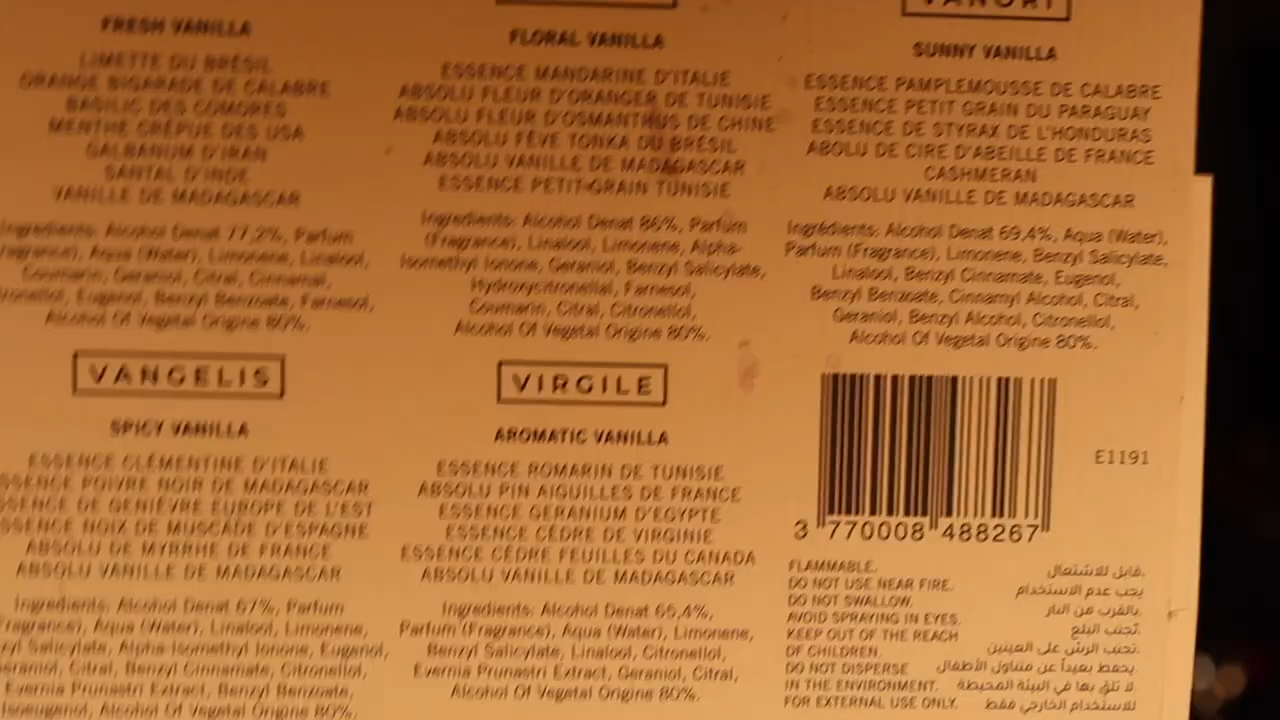 FRESH VANILLA
LIMETTE DU BRÉSIL
ORANGE BIGARADE DE CALABRE
BASILIC DES COMORES
MENTHE CRÉPUE DES USA
GALBANUM D'IRAN
SANTAL D'INDE
VANILLE DE MADAGASCAR
Ingredients: Alcohol Denat 77,2%, Parfum
(Fragrance), Aqua (Water), Limonene, Linalool,
Coumarin, Geraniol, Citral, Cinnamal,
Citronellol, Eugenol, Benzyl Benzoate, Farnesol,
Alcohol Of Vegetal Origine 80%.
FLORAL VANILLA
ESSENCE MANDARINE D'ITALIE
ABSOLU FLEUR D'ORANGER DE TUNISIE
ABSOLU FLEUR D'OSMANTHUS DE CHINE
ABSOLU FÈVE TONKA DU BRÉSIL
ABSOLU VANILLE DE MADAGASCAR
ESSENCE PETIT-GRAIN TUNISIE
Ingredients: Alcohol Denat 86%, Parfum
(Fragrance), Linalool, Limonene, Alpha-
Isomethyl Ionone, Geraniol, Benzyl Salicylate,
Hydroxycitronellal, Farnesol,
Coumarin, Citral, Citronellol,
Alcohol Of Vegetal Origine 80%.
VANORI
SUNNY VANILLA
ESSENCE PAMPLEMOUSSE DE CALABRE
ESSENCE PETIT GRAIN DU PARAGUAY
ESSENCE DE STYRAX DE L'HONDURAS
ABOLU DE CIRE D'ABEILLE DE FRANCE
CASHMERAN
ABSOLU VANILLE DE MADAGASCAR
Ingrédients: Alcohol Denat 69,4%, Aqua (Water),
Parfum (Fragrance), Limonene, Benzyl Salicylate,
Linalool, Benzyl Cinnamate, Eugenol,
Benzyl Benzoate, Cinnamyl Alcohol, Citral,
Geraniol, Benzyl Alcohol, Citronellol,
Alcohol Of Vegetal Origine 80%.
VANGELIS
SPICY VANILLA
ESSENCE CLÉMENTINE D'ITALIE
ESSENCE POIVRE NOIR DE MADAGASCAR
ESSENCE DE GENIÈVRE EUROPE DE L'EST
ESSENCE NOIX DE MUSCADE D'ESPAGNE
ABSOLU DE MYRRHE DE FRANCE
ABSOLU VANILLE DE MADAGASCAR
Ingredients: Alcohol Denat 67%, Parfum
(Fragrance), Aqua (Water), Linalool, Limonene,
Benzyl Salicylate, Alpha-Isomethyl Ionone, Eugenol,
Geraniol, Citral, Benzyl Cinnamate, Citronellol,
Evernia Prunastri Extract, Benzyl Benzoate,
Isoeugenol, Alcohol Of Vegetal Origine 80%.
VIRGILE
AROMATIC VANILLA
ESSENCE ROMARIN DE TUNISIE
ABSOLU PIN AIGUILLES DE FRANCE
ESSENCE GERANIUM D'EGYPTE
ESSENCE CÈDRE DE VIRGINIE
ESSENCE CÈDRE FEUILLES DU CANADA
ABSOLU VANILLE DE MADAGASCAR
Ingredients: Alcohol Denat 65,4%,
Parfum (Fragrance), Aqua (Water), Limonene,
Benzyl Salicylate, Linalool, Citronellol,
Evernia Prunastri Extract, Geraniol, Citral,
Alcohol Of Vegetal Origine 80%.
E1191
3 770008 488267
FLAMMABLE.
DO NOT USE NEAR FIRE.
DO NOT SWALLOW.
AVOID SPRAYING IN EYES.
KEEP OUT OF THE REACH
OF CHILDREN.
DO NOT DISPERSE
IN THE ENVIRONMENT.
FOR EXTERNAL USE ONLY.
قابل للاشتعال.
يجب عدم الاستخدام
بالقرب من النار.
تجنب البلع.
تجنب الرش على العينين.
يحفظ بعيداً عن متناول الأطفال.
لا تلق بها في البيئة المحيطة.
للاستخدام الخارجي فقط